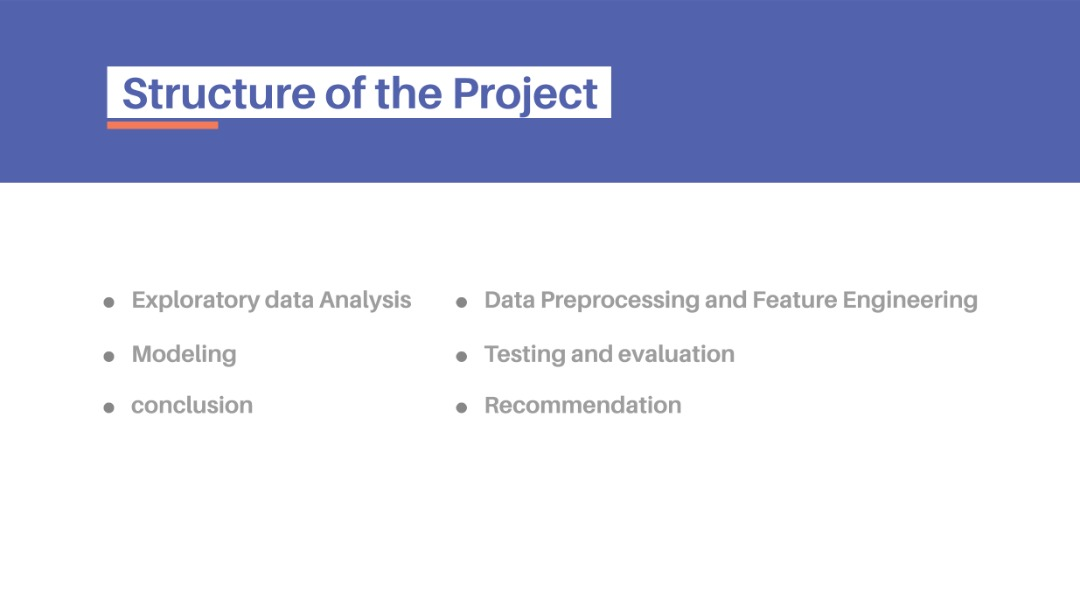 Structure of the Project
Exploratory data Analysis
Data Preprocessing and Feature Engineering
Modeling
Testing and evaluation
conclusion
Recommendation